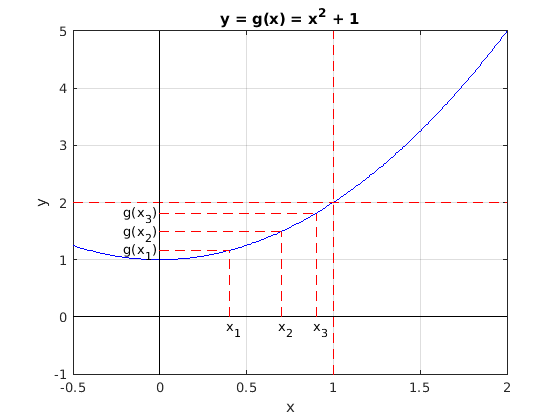 y = g(x) = x² + 1
5
4
3
2
1
0
-1
y
g(x₃)
g(x₂)
g(x₁)
x₁ x₂ x₃
-0.5 0 0.5 1 1.5 2
x